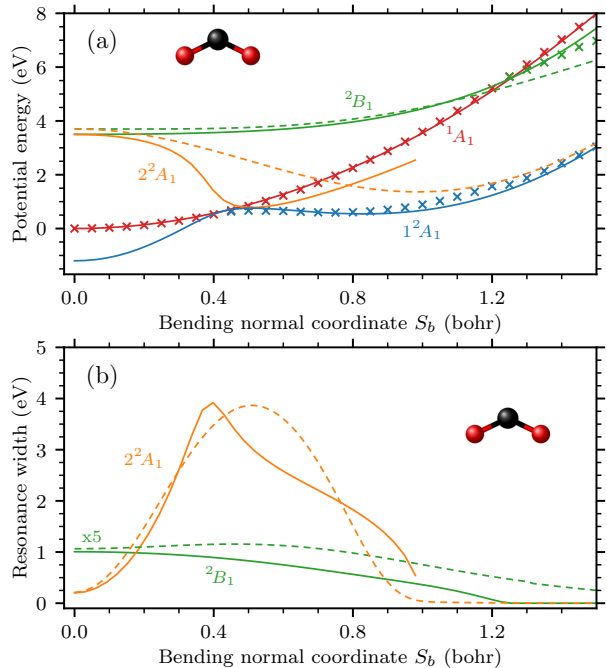 (a)
8
6
4
2
0
Potential energy (eV)
²B₁
¹A₁
2²A₁
1²A₁
0.0 0.4 0.8 1.2
Bending normal coordinate S_b (bohr)
(b)
5
4
3
2
1
0
Resonance width (eV)
2²A₁
x5
²B₁
0.0 0.4 0.8 1.2
Bending normal coordinate S_b (bohr)